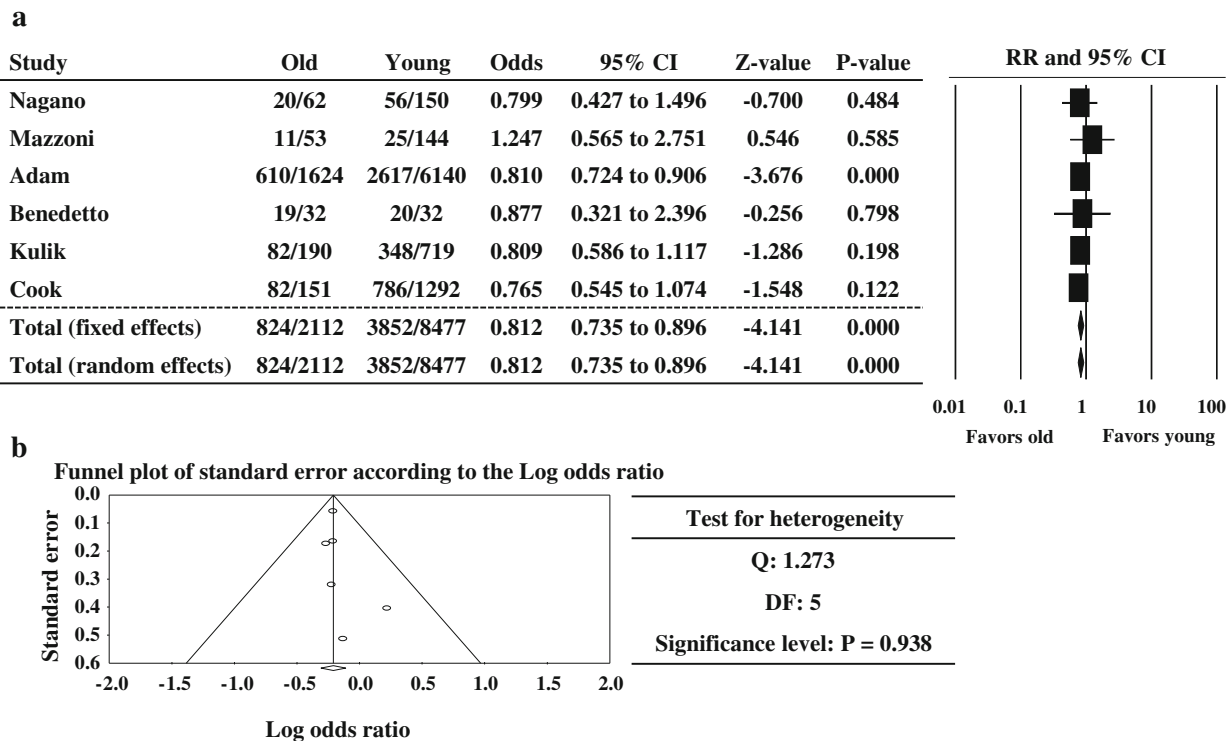 a
Study Old Young Odds 95% CI Z-value P-value RR and 95% CI
Nagano 20/62 56/150 0.799 0.427 to 1.496 -0.700 0.484
Mazzoni 11/53 25/144 1.247 0.565 to 2.751 0.546 0.585
Adam 610/1624 2617/6140 0.810 0.724 to 0.906 -3.676 0.000
Benedetto 19/32 20/32 0.877 0.321 to 2.396 -0.256 0.798
Kulik 82/190 348/719 0.809 0.586 to 1.117 -1.286 0.198
Cook 82/151 786/1292 0.765 0.545 to 1.074 -1.548 0.122
Total (fixed effects) 824/2112 3852/8477 0.812 0.735 to 0.896 -4.141 0.000
Total (random effects) 824/2112 3852/8477 0.812 0.735 to 0.896 -4.141 0.000
0.01 0.1 1 10 100
Favors old Favors young
b
Funnel plot of standard error according to the Log odds ratio
Standard error
0.0
0.1
0.2
0.3
0.4
0.5
0.6
-2.0 -1.5 -1.0 -0.5 0.0 0.5 1.0 1.5 2.0
Log odds ratio
Test for heterogeneity
Q: 1.273
DF: 5
Significance level: P = 0.938